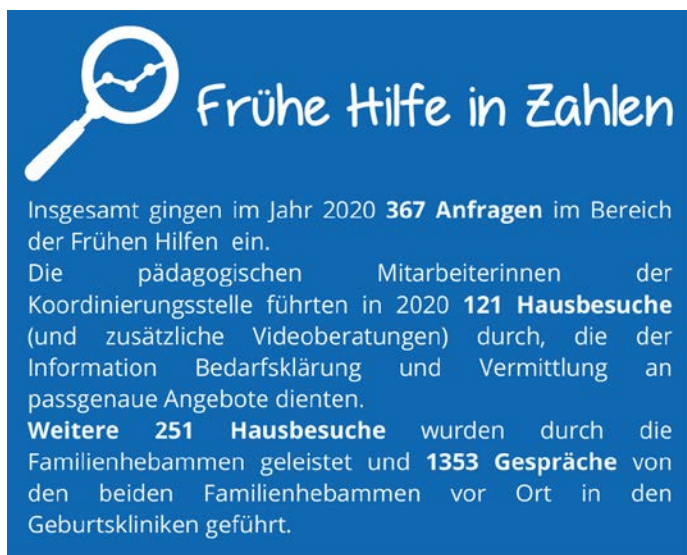 Frühe Hilfe in Zahlen
Insgesamt gingen im Jahr 2020 367 Anfragen im Bereich
der Frühen Hilfen ein.
Die pädagogischen Mitarbeiterinnen der
Koordinierungsstelle führten in 2020 121 Hausbesuche
(und zusätzliche Videoberatungen) durch, die der
Information Bedarfsklärung und Vermittlung an
passgenaue Angebote dienten.
Weitere 251 Hausbesuche wurden durch die
Familienhebammen geleistet und 1353 Gespräche von
den beiden Familienhebammen vor Ort in den
Geburtskliniken geführt.